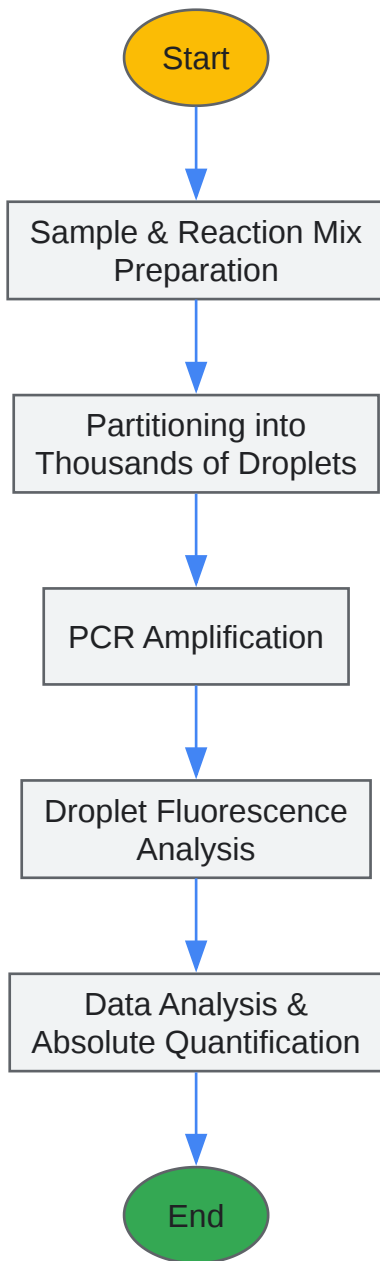 Start
Sample & Reaction Mix
Preparation
Partitioning into
Thousands of Droplets
PCR Amplification
Droplet Fluorescence
Analysis
Data Analysis &
Absolute Quantification
End